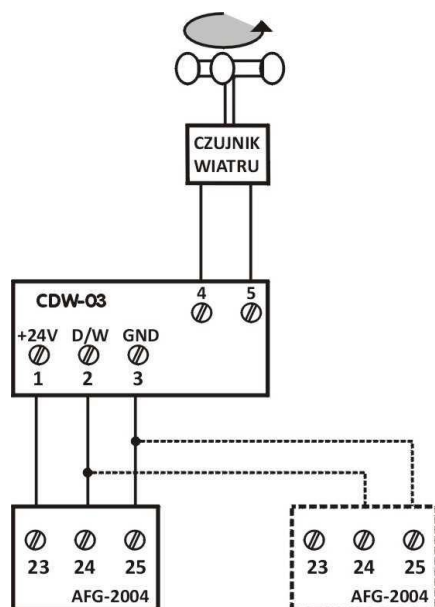 CZUJNIK
WIATRU
CDW-03
4 5
+24V D/W GND
1 2 3
23 24 25
AFG-2004
23 24 25
AFG-2004